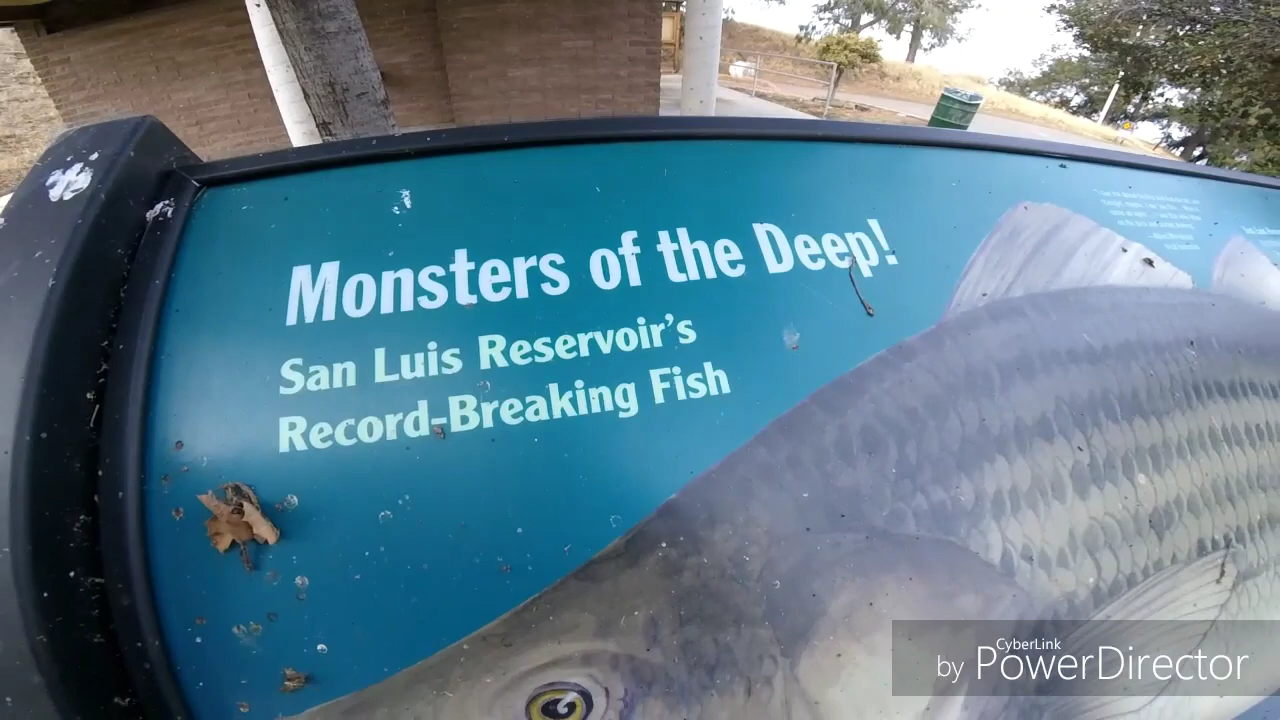 Monsters of the Deep!
San Luis Reservoir's
Record-Breaking Fish
CyberLink
by PowerDirector